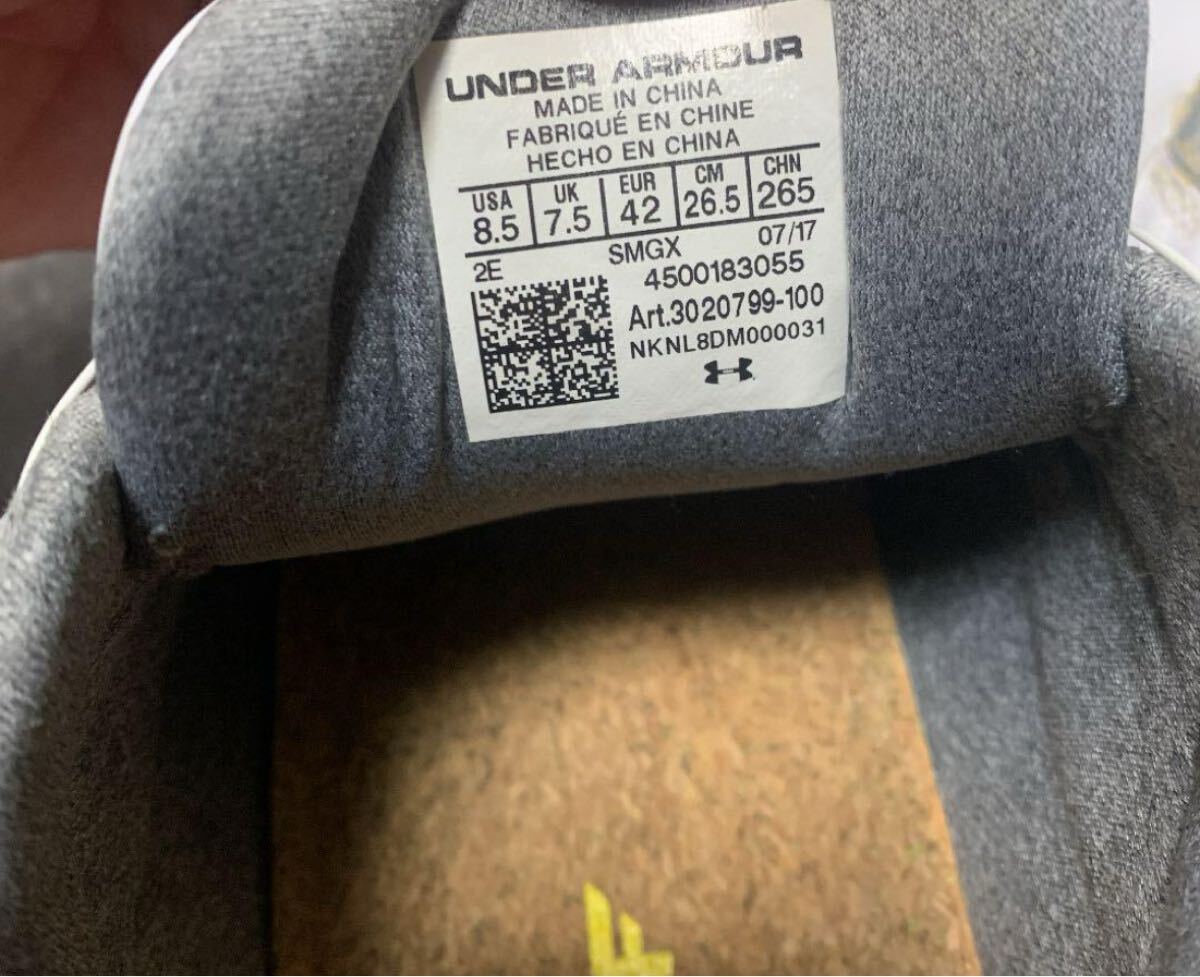 UNDER ARMOUR
MADE IN CHINA
FABRIQUÉ EN CHINE
HECHO EN CHINA
USA UK EUR CM CHN
8.5 7.5 42 26.5 265
2E SMGX 07/17
4500183055
Art.3020799-100
NKNL8DM000031